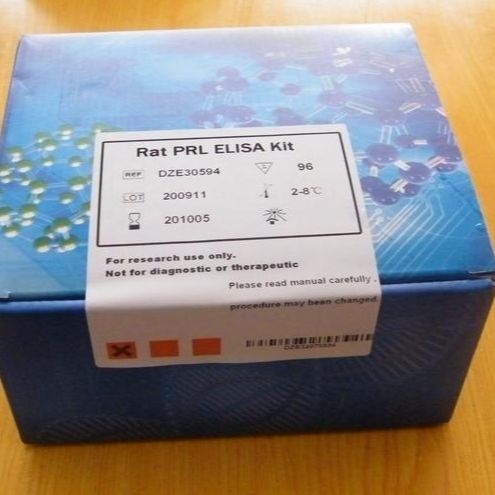 Rat PRL ELISA Kit
REF DZE30594 96
LOT 200911 2-8℃
201005
For research use only.
Not for diagnostic or therapeutic
Please read manual carefully .
procedure may been changed.